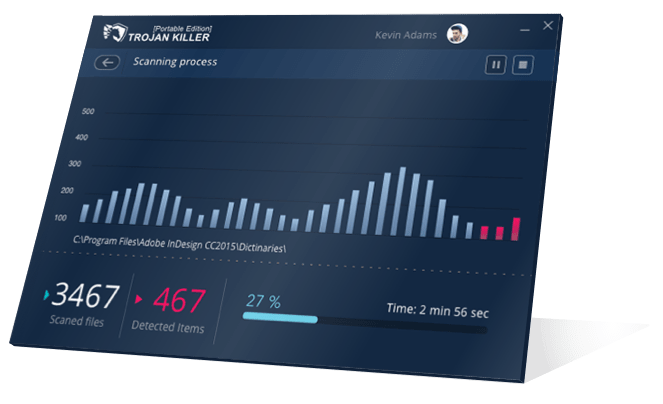 [Portable Edition]
TROJAN KILLER
Kevin Adams
Scanning process
500
400
300
200
100
C:\Program Files\Adobe InDesign CC2015\Dictinaries\
3467
Scaned files
467
Detected Items
27 %
Time: 2 min 56 sec